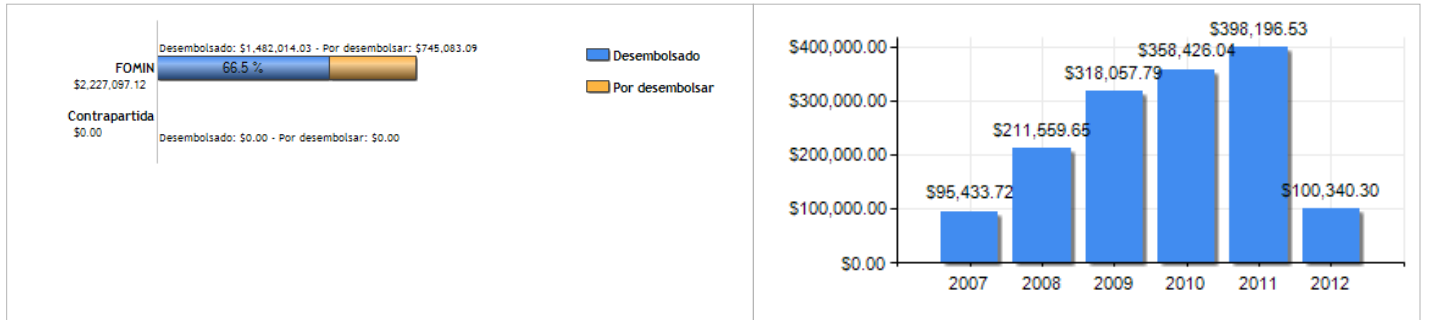 Desembolsado: $1,482,014.03 - Por desembolsar: $745,083.09
FOMIN
66.5 %
$2,227,097.12
Contrapartida
$0.00
Desembolsado: $0.00 - Por desembolsar: $0.00
Desembolsado
Por desembolsar
$400,000.00
$300,000.00
$200,000.00
$100,000.00
$0.00
$95,433.72
$211,559.65
$318,057.79
$358,426.04
$398,196.53
$100,340.30
2007 2008 2009 2010 2011 2012